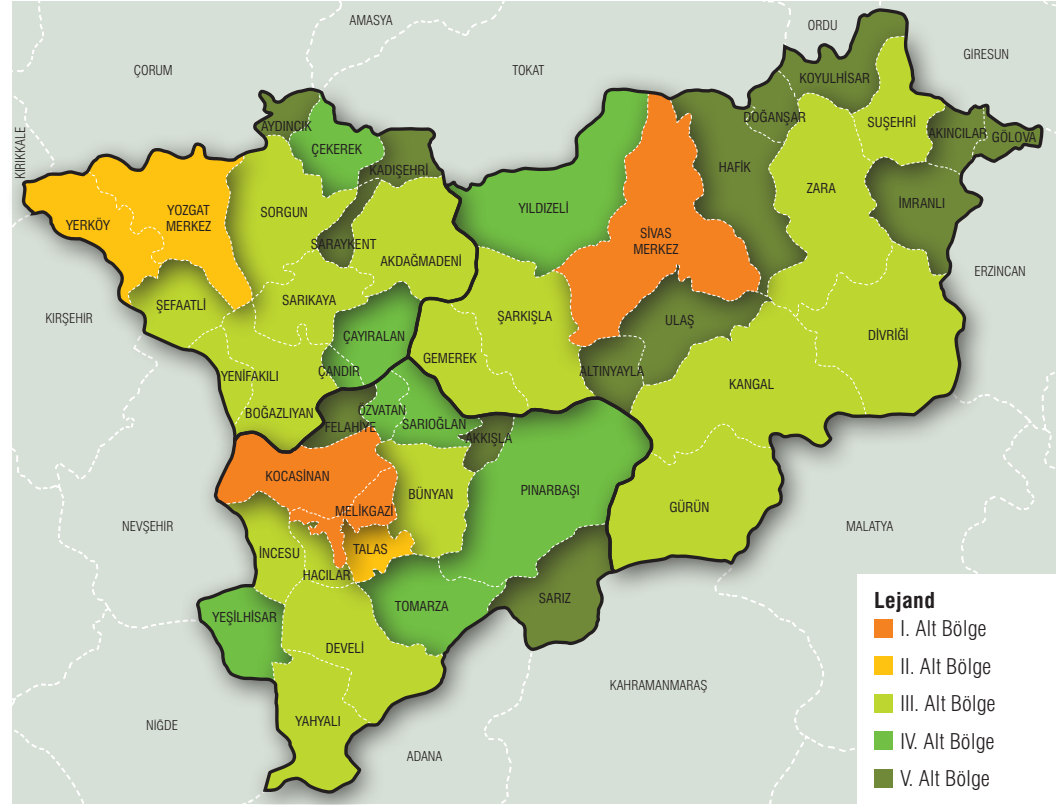 AMASYA
ORDU
GİRESUN
ÇORUM
TOKAT
KOYULHİSAR
DOĞANŞAR
SUŞEHRİ
AKINCILAR
GÖLOVA
AYDINCIK
ÇEKEREK
KADIŞEHRİ
KIRIKKALE
HAFİK
ZARA
İMRANLI
YERKÖY
YOZGAT
MERKEZ
SORGUN
YILDIZELİ
SİVAS
MERKEZ
SARAYKENT
AKDAĞMADENİ
ERZİNCAN
ŞEFAATLİ
SARIKAYA
KIRŞEHİR
ŞARKIŞLA
ULAŞ
ÇAYIRALAN
DİVRİĞİ
GEMEREK
YENİFAKILI
ÇANDIR
ALTINYAYLA
KANGAL
BOĞAZLIYAN
ÖZVATAN
FELAHİYE
SARIOĞLAN
AKKIŞLA
KOCASİNAN
BÜNYAN
PINARBAŞI
MELİKGAZİ
GÜRÜN
NEVŞEHİR
MALATYA
İNCESU
TALAS
HACILAR
YEŞİLHİSAR
TOMARZA
SARIZ
DEVELİ
KAHRAMANMARAŞ
YAHYALI
NİĞDE
ADANA
Lejand
I. Alt Bölge
II. Alt Bölge
III. Alt Bölge
IV. Alt Bölge
V. Alt Bölge